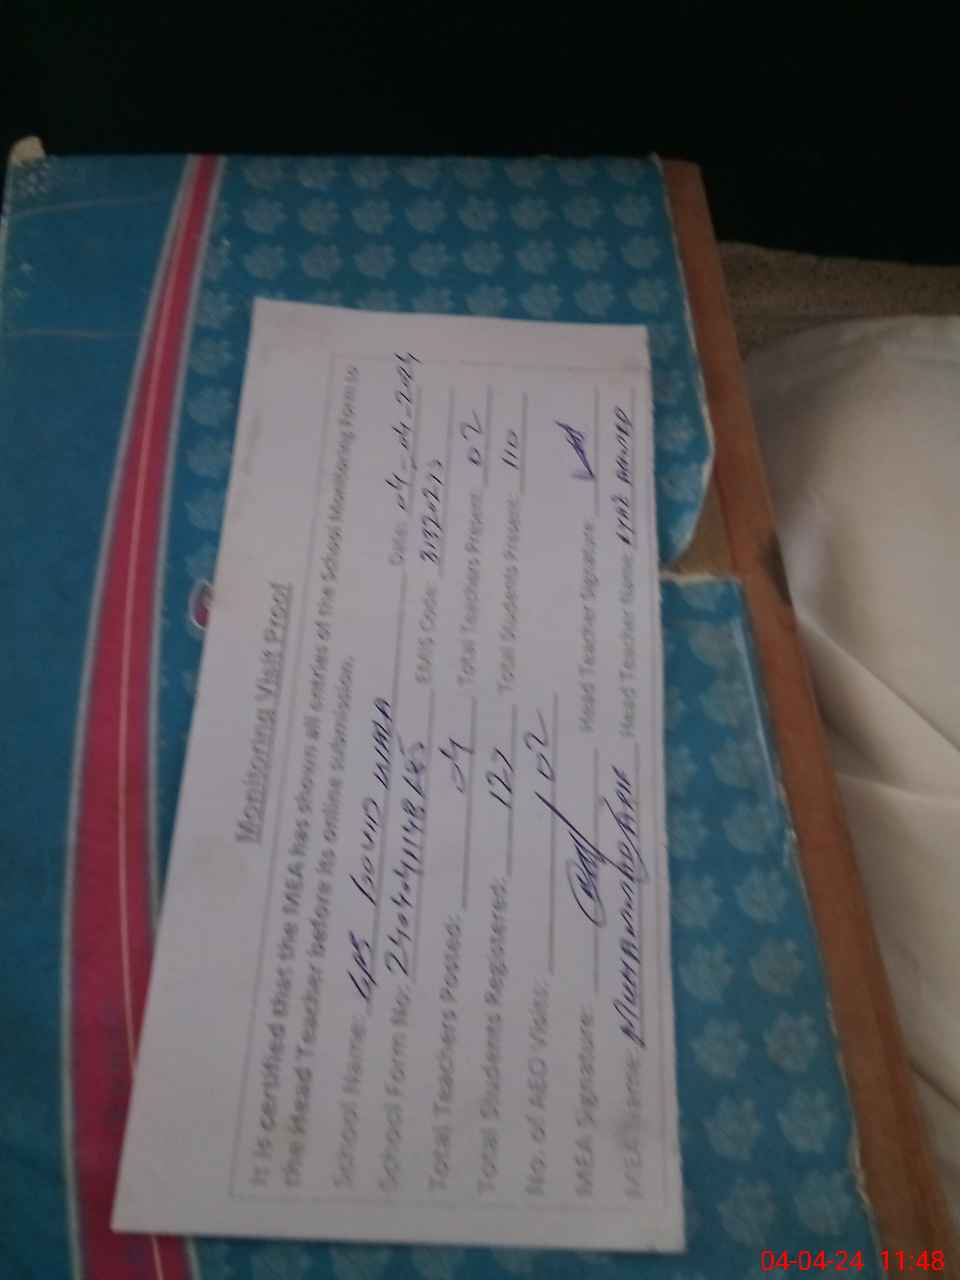 Monitoring Visit Proof
It is certified that the MEA has shown all entries of the School Monitoring Form to
the Head Teacher before its online submission.
School Name: GPS WALA Date: 04-04-2024
School Form No: EMIS Code:
Total Teachers Posted: 04 Total Teachers Present: 02
Total Students Registered: Total Students Present: 110
No. of AEO Visits: 02
MEA Signature: Head Teacher Signature:
MEA Name: MUHAMMAD Head Teacher Name:
04-04-24 11:48